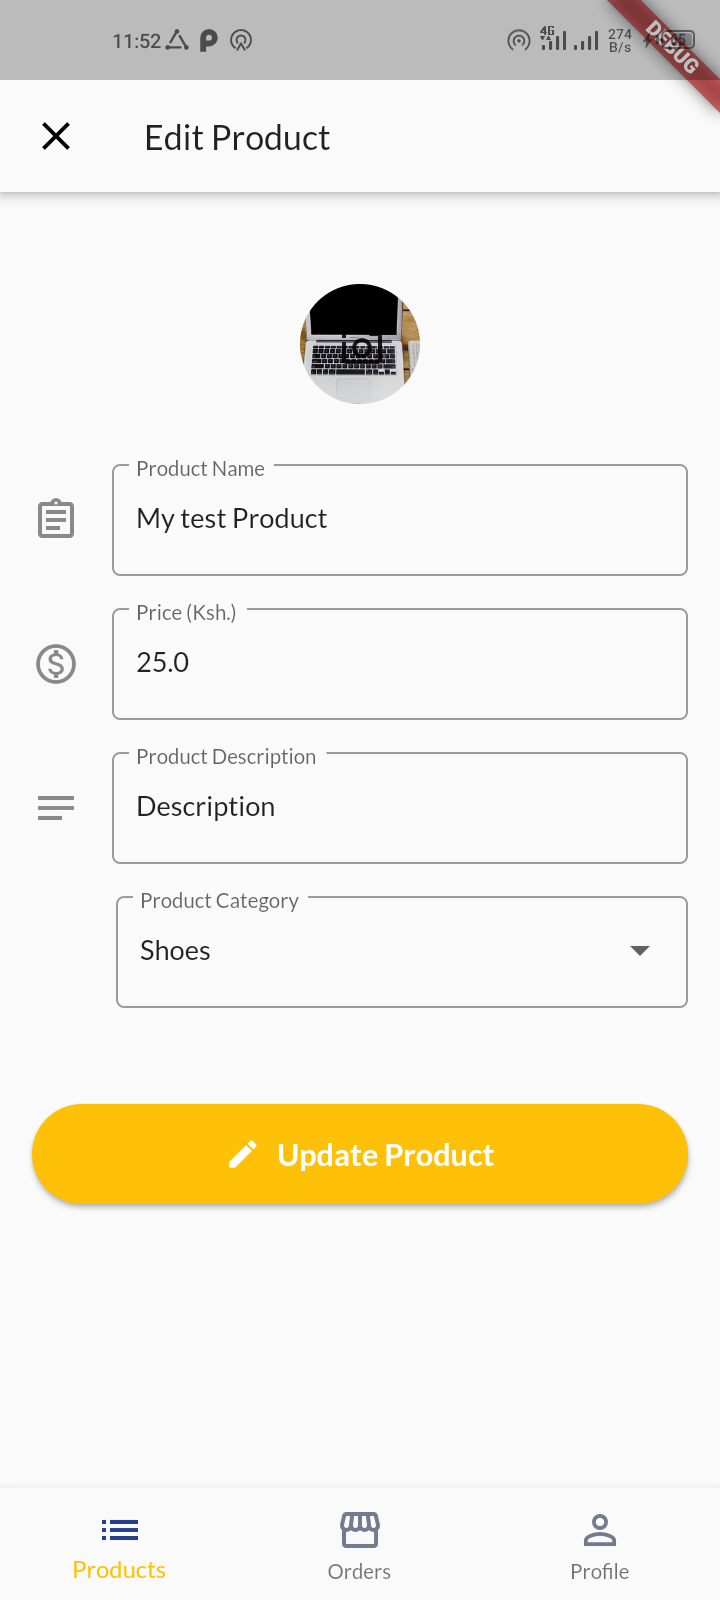 11:52
4G
274
B/s
DEBUG
Edit Product
Product Name
My test Product
Price (Ksh.)
25.0
Product Description
Description
Product Category
Shoes
Update Product
Products
Orders
Profile